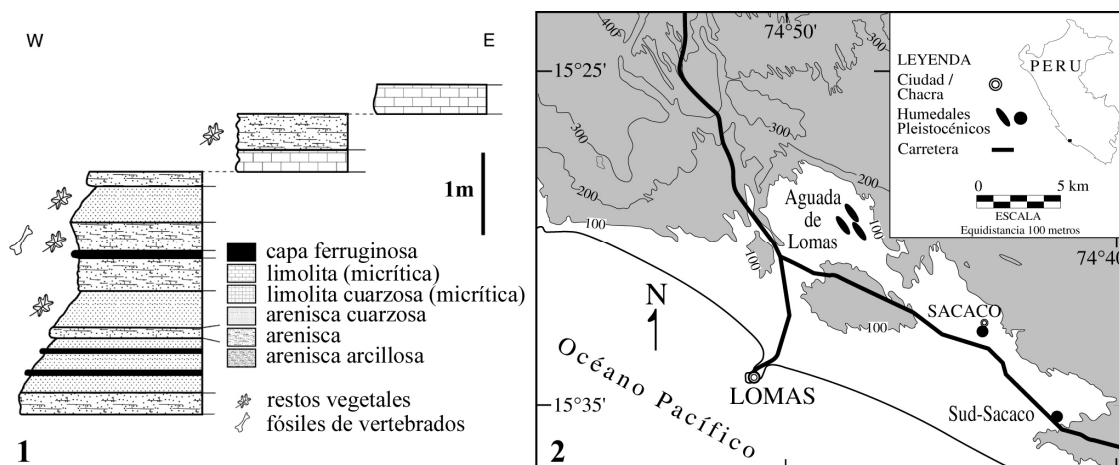 W
E
1m
capa ferruginosa
limolita (micrítica)
limolita cuarzosa (micrítica)
arenisca cuarzosa
arenisca
arenisca arcillosa
restos vegetales
fósiles de vertebrados
1
74°50'
400
300
15°25'
300
300
200
200
100
100
100
100
100
Aguada
de
Lomas
74°40'
N
SACACO
LOMAS
Sud-Sacaco
15°35'
Océano Pacífico
2
LEYENDA
Ciudad /
Chacra
Humedales
Pleistocénicos
Carretera
0 5 km
ESCALA
Equidistancia 100 metros
PERU